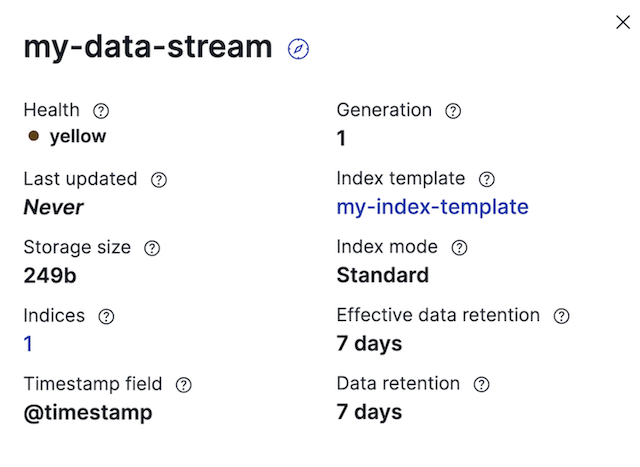 my-data-stream
Health
yellow
Generation
1
Last updated
Never
Index template
my-index-template
Storage size
249b
Index mode
Standard
Indices
1
Effective data retention
7 days
Timestamp field
@timestamp
Data retention
7 days